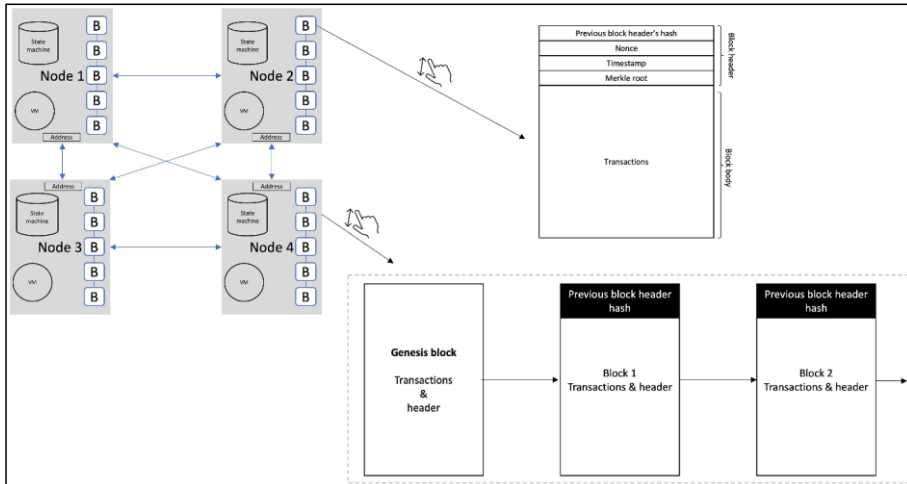 State
machine
Node 1
VM
Address
B
B
B
B
B
State
machine
Node 2
VM
Address
B
B
B
B
B
Address
State
machine
Node 3
VM
B
B
B
B
B
Address
State
machine
Node 4
VM
B
B
B
B
B
Previous block header's hash
Nonce
Timestamp
Merkle root
Transactions
Block header
Block body
Genesis block
Transactions
&
header
Previous block header
hash
Block 1
Transactions & header
Previous block header
hash
Block 2
Transactions & header